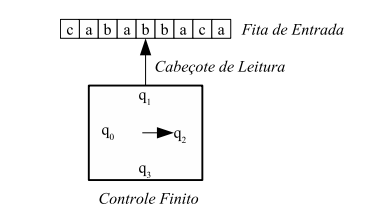 c a b a b b a c a Fita de Entrada
Cabeçote de Leitura
q1
q0 q2
q3
Controle Finito